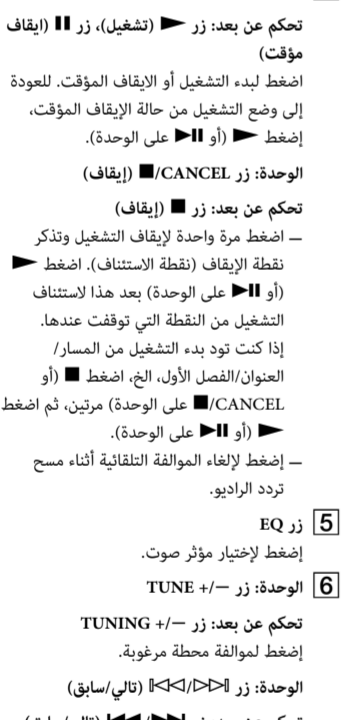 تحكم عن بعد: زر ► (تشغيل)، زر ▮▮ (ايقاف
مؤقت)
اضغط لبدء التشغيل أو الايقاف المؤقت. للعودة
إلى وضع التشغيل من حالة الإيقاف المؤقت،
إضغط ► (أو ▮▮► على الوحدة).
الوحدة: زر CANCEL/■ (إيقاف)
تحكم عن بعد: زر ■ (إيقاف)
– اضغط مرة واحدة لإيقاف التشغيل وتذكر
نقطة الإيقاف (نقطة الاستئناف). اضغط ►
(أو ▮▮► على الوحدة) بعد هذا لاستئناف
التشغيل من النقطة التي توقفت عندها.
إذا كنت تود بدء التشغيل من المسار/
العنوان/الفصل الأول، الخ، اضغط ■ (أو
CANCEL/■ على الوحدة) مرتين، ثم اضغط
► (أو ▮▮► على الوحدة).
– إضغط لإلغاء الموالفة التلقائية أثناء مسح
تردد الراديو.
5 زر EQ
إضغط لإختيار مؤثر صوت.
6 الوحدة: زر TUNE +/–
تحكم عن بعد: زر TUNING +/–
إضغط لموالفة محطة مرغوبة.
الوحدة: زر ⏮/⏭ (تالي/سابق)